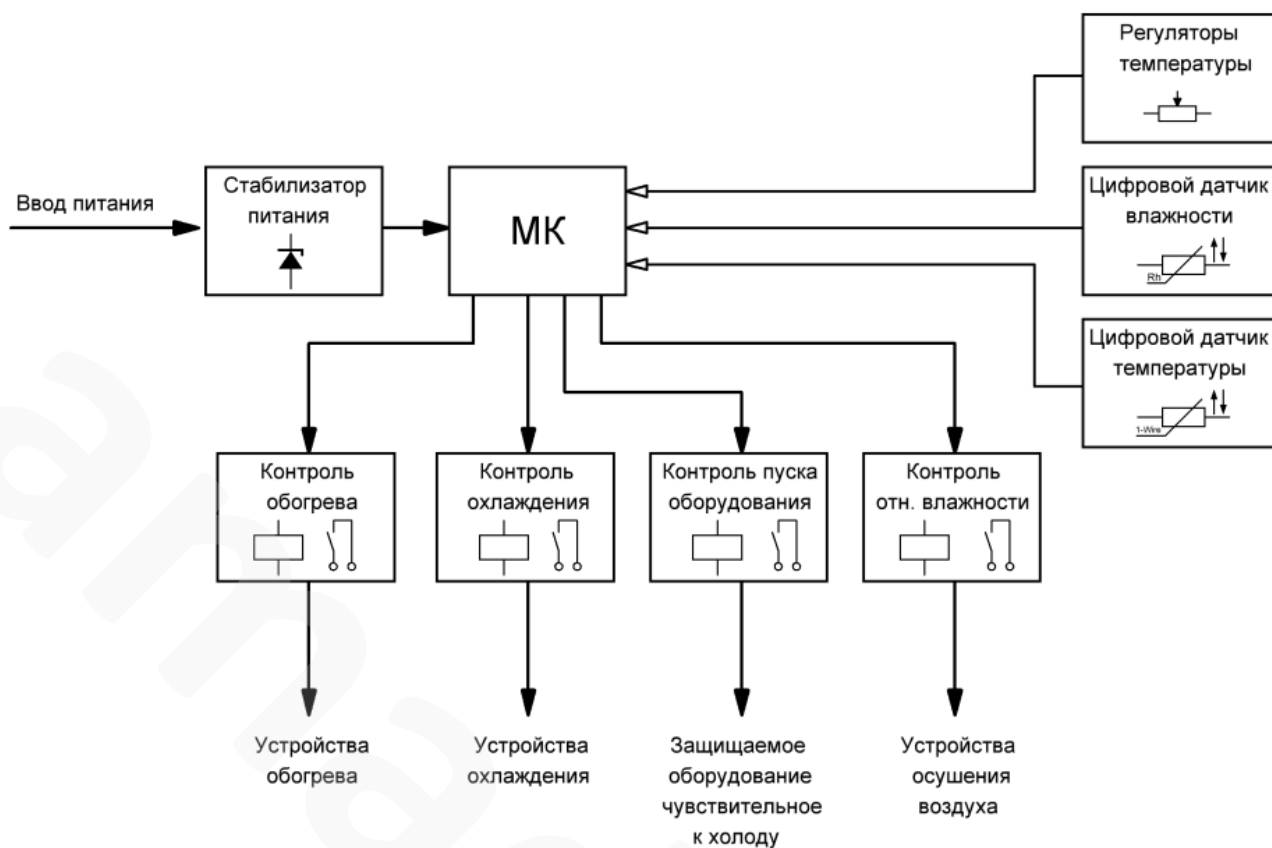 Регуляторы
температуры
Ввод питания
Стабилизатор
питания
МК
Цифровой датчик
влажности
Rh
Цифровой датчик
температуры
1-Wire
Контроль
обогрева
Контроль
охлаждения
Контроль пуска
оборудования
Контроль
отн. влажности
Устройства
обогрева
Устройства
охлаждения
Защищаемое
оборудование
чувствительное
к холоду
Устройства
осушения
воздуха